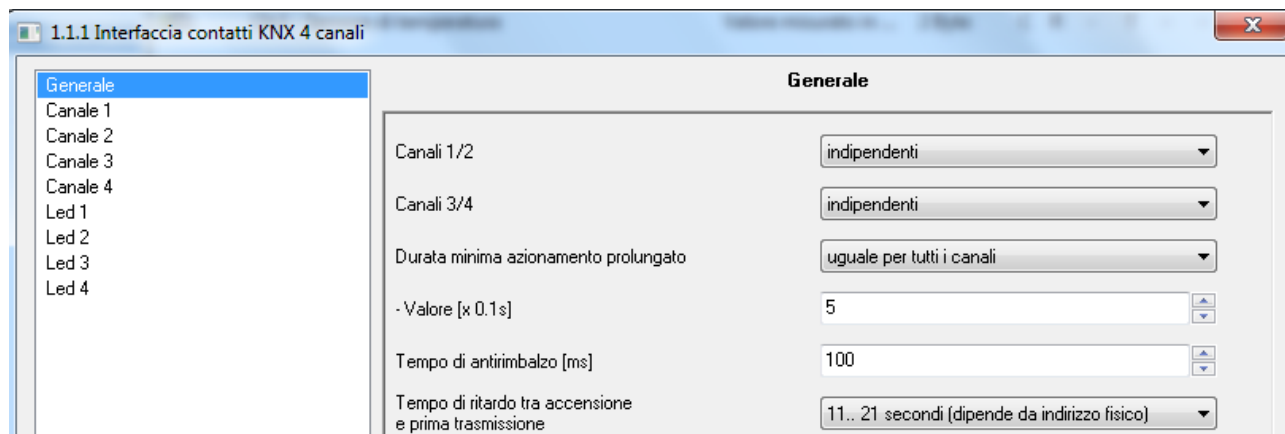 di temperatura
1.1.1 Interfaccia contatti KNX 4 canali
Generale
Canale 1
Canale 2
Canale 3
Canale 4
Led 1
Led 2
Led 3
Led 4
Generale
Canali 1/2
indipendenti
Canali 3/4
indipendenti
Durata minima azionamento prolungato
uguale per tutti i canali
- Valore [x 0.1s]
5
Tempo di antirimbalzo [ms]
100
Tempo di ritardo tra accensione
e prima trasmissione
11.. 21 secondi (dipende da indirizzo fisico)